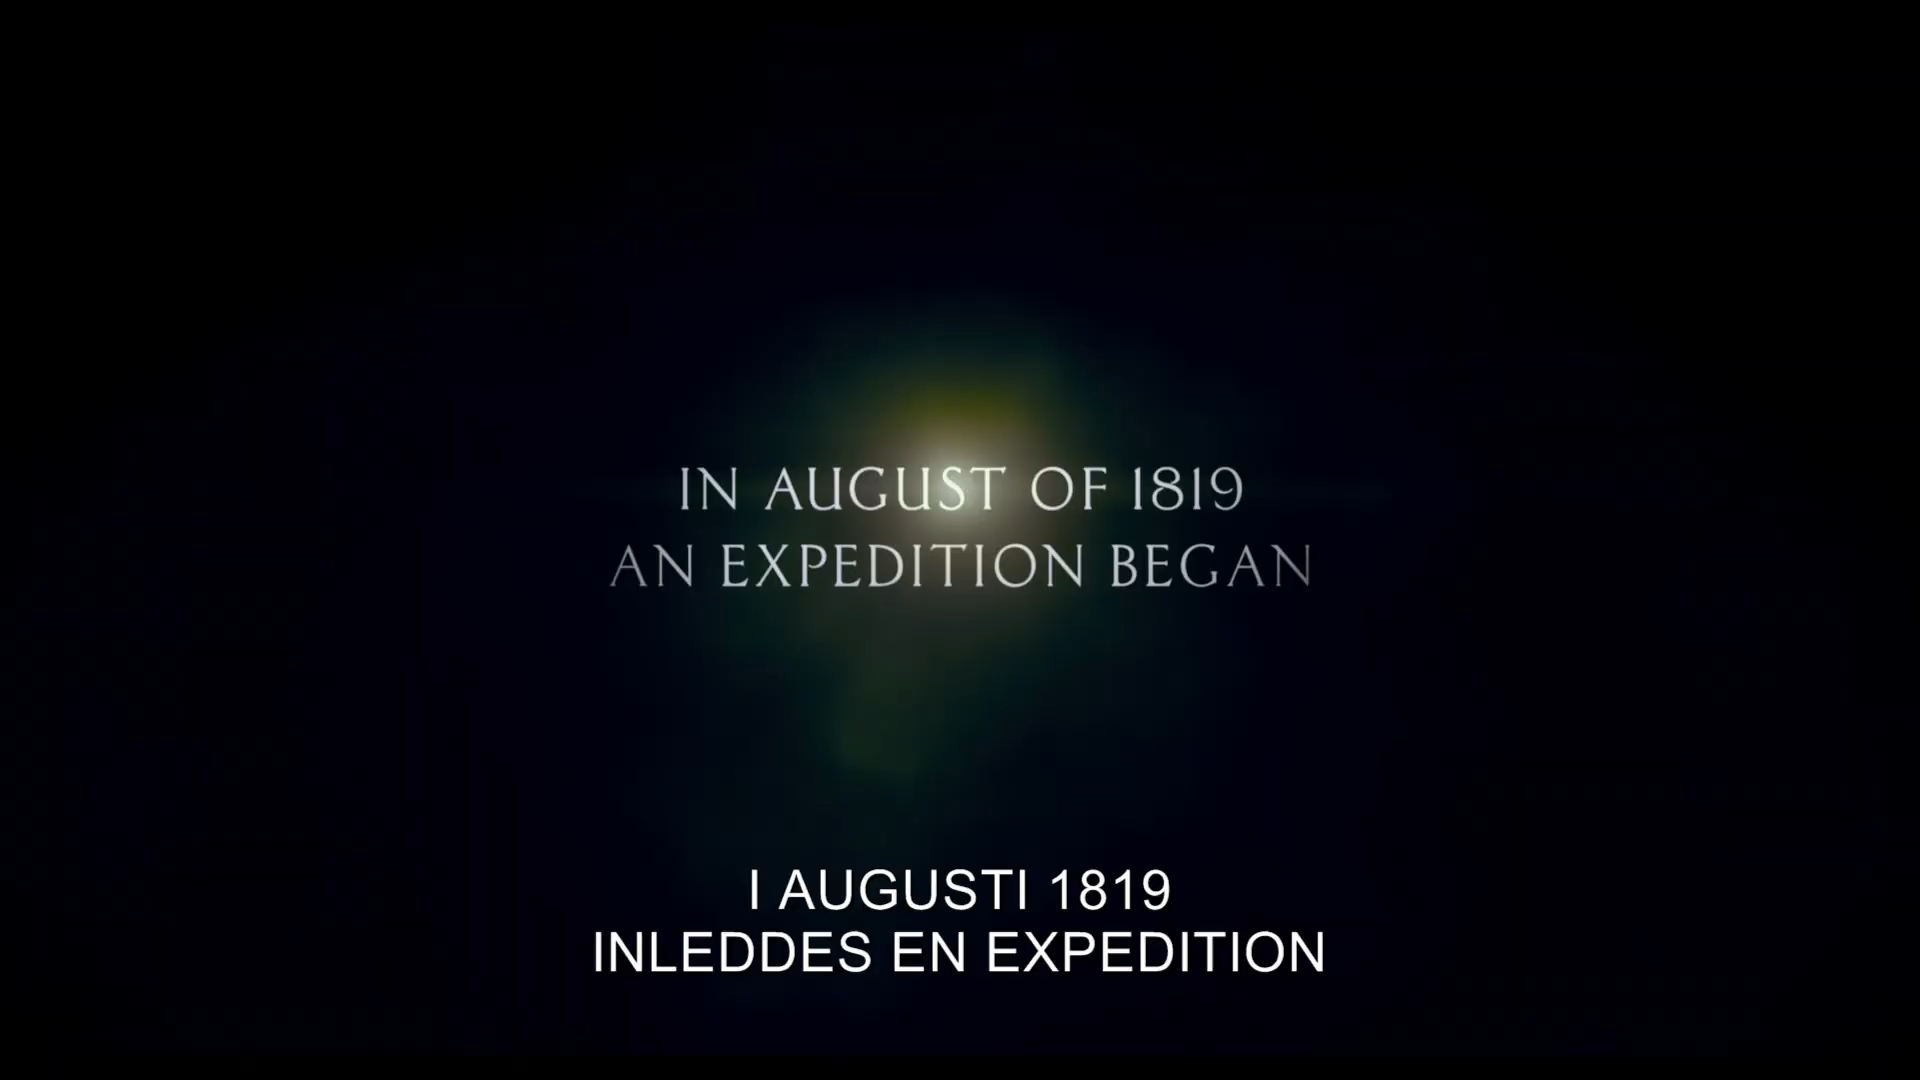 IN AUGUST OF 1819
AN EXPEDITION BEGAN
I AUGUSTI 1819
INLEDDES EN EXPEDITION